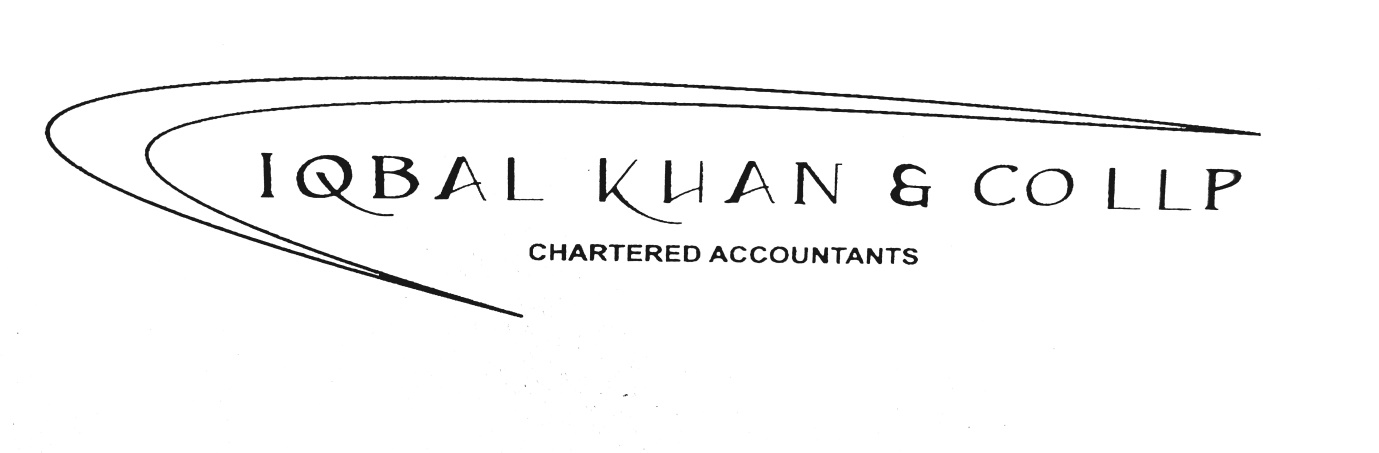 IQBAL KHAN & CO LLP
CHARTERED ACCOUNTANTS